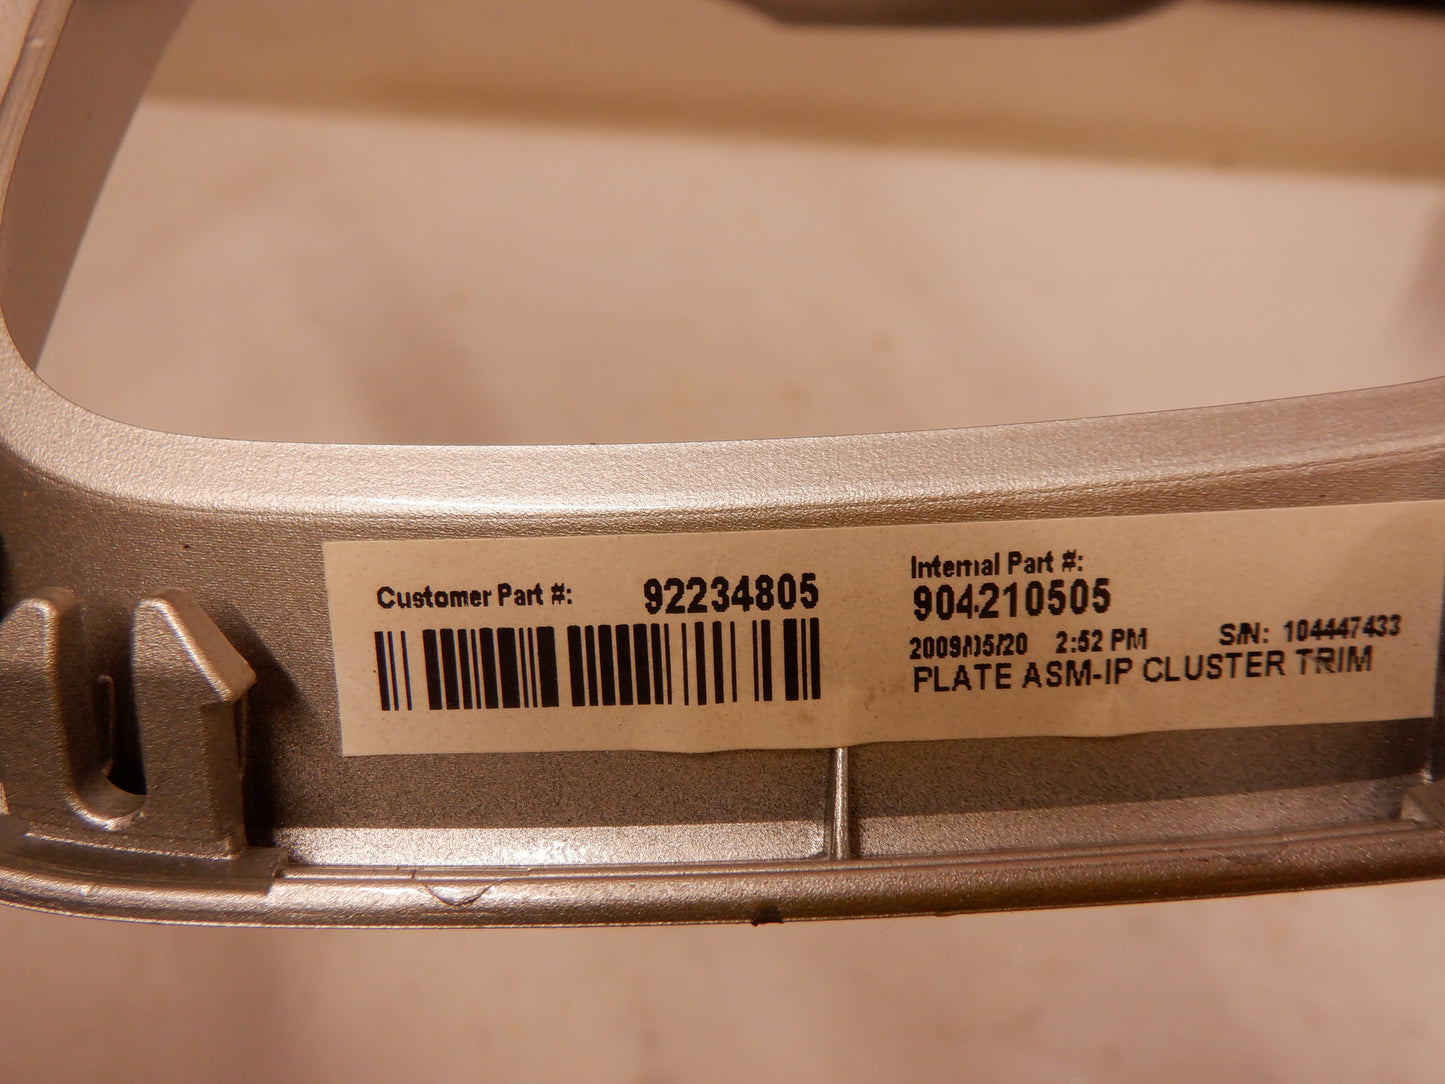 Customer Part #: 92234805
Internal Part #:
904210505
2009/05/20 2:52 PM S/N: 104447433
PLATE ASM-IP CLUSTER TRIM